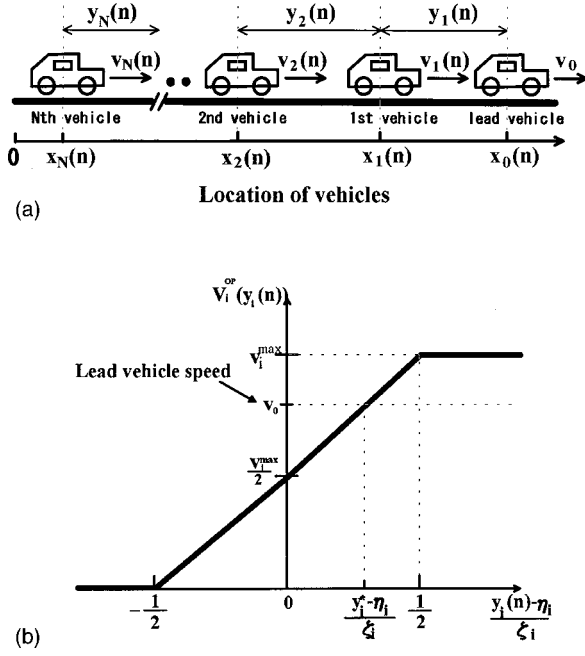 y_N(n) y_2(n) y_1(n)
v_N(n) v_2(n) v_1(n) v_0
Nth vehicle 2nd vehicle 1st vehicle lead vehicle
0 x_N(n) x_2(n) x_1(n) x_0(n)
Location of vehicles
(a)
V_i^{OP}(y_i(n))
v_i^{max}
Lead vehicle speed
v_0
v_i^{max}/2
-1/2 0 (y_i^*-η_i)/ζ_i 1/2 (y_i(n)-η_i)/ζ_i
(b)